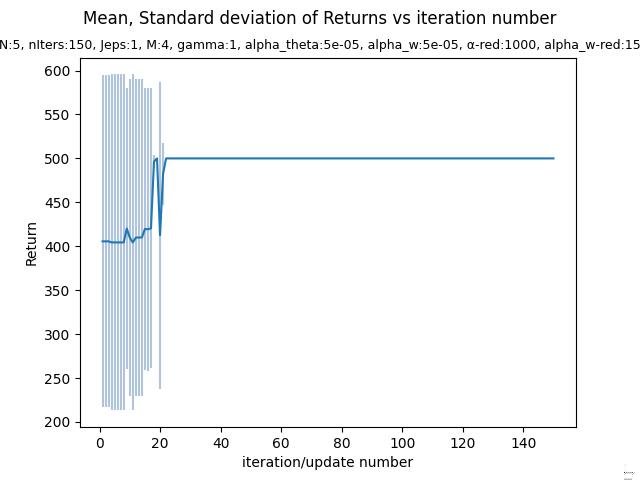 Mean, Standard deviation of Returns vs iteration number
N:5, nIters:150, Jeps:1, M:4, gamma:1, alpha_theta:5e-05, alpha_w:5e-05, α-red:1000, alpha_w-red:15
600
550
500
450
400
350
300
250
200
Return
0 20 40 60 80 100 120 140
iteration/update number